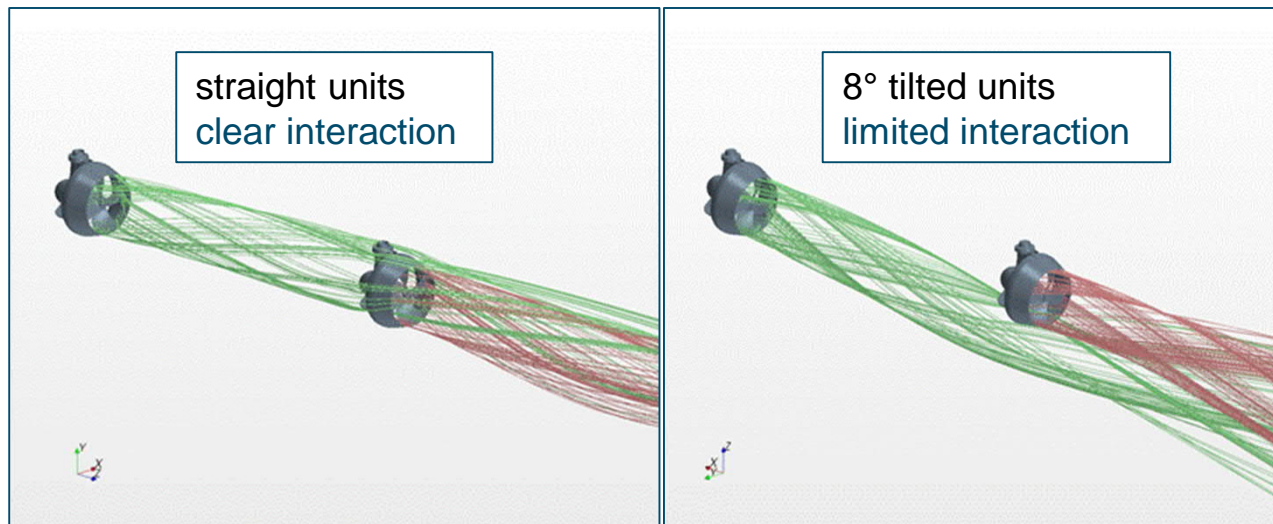 straight units
clear interaction
8° tilted units
limited interaction
Y
X
Z
Z
X
Y